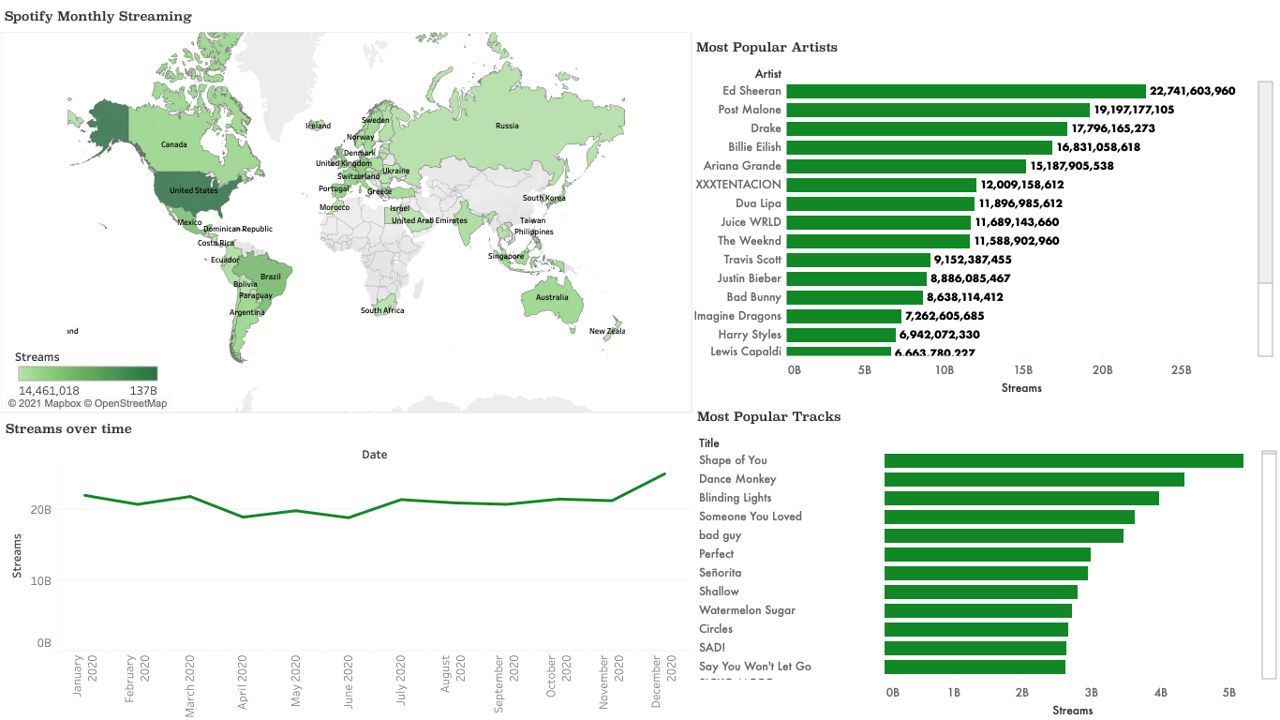 Spotify Monthly Streaming
Iceland
Sweden
Russia
Norway
Canada
Denmark
United Kingdom
Ukraine
Switzerland
United States
Portugal
Greece
South Korea
Morocco
Israel
Mexico
United Arab Emirates
Taiwan
Dominican Republic
Philippines
Costa Rica
Ecuador
Singapore
Brazil
Bolivia
Paraguay
Australia
Argentina
South Africa
nd
New Zeala
Streams
14,461,018 137B
© 2021 Mapbox © OpenStreetMap
Most Popular Artists
Artist
Ed Sheeran 22,741,603,960
Post Malone 19,197,177,105
Drake 17,796,165,273
Billie Eilish 16,831,058,618
Ariana Grande 15,187,905,538
XXXTENTACION 12,009,158,612
Dua Lipa 11,896,985,612
Juice WRLD 11,689,143,660
The Weeknd 11,588,902,960
Travis Scott 9,152,387,455
Justin Bieber 8,886,085,467
Bad Bunny 8,638,114,412
Imagine Dragons 7,262,605,685
Harry Styles 6,942,072,330
Lewis Capaldi 6,663,780,227
0B 5B 10B 15B 20B 25B
Streams
Streams over time
Date
Streams
20B
10B
0B
January 2020
February 2020
March 2020
April 2020
May 2020
June 2020
July 2020
August 2020
September 2020
October 2020
November 2020
December 2020
Most Popular Tracks
Title
Shape of You
Dance Monkey
Blinding Lights
Someone You Loved
bad guy
Perfect
Señorita
Shallow
Watermelon Sugar
Circles
SAD!
Say You Won't Let Go
0B 1B 2B 3B 4B 5B
Streams